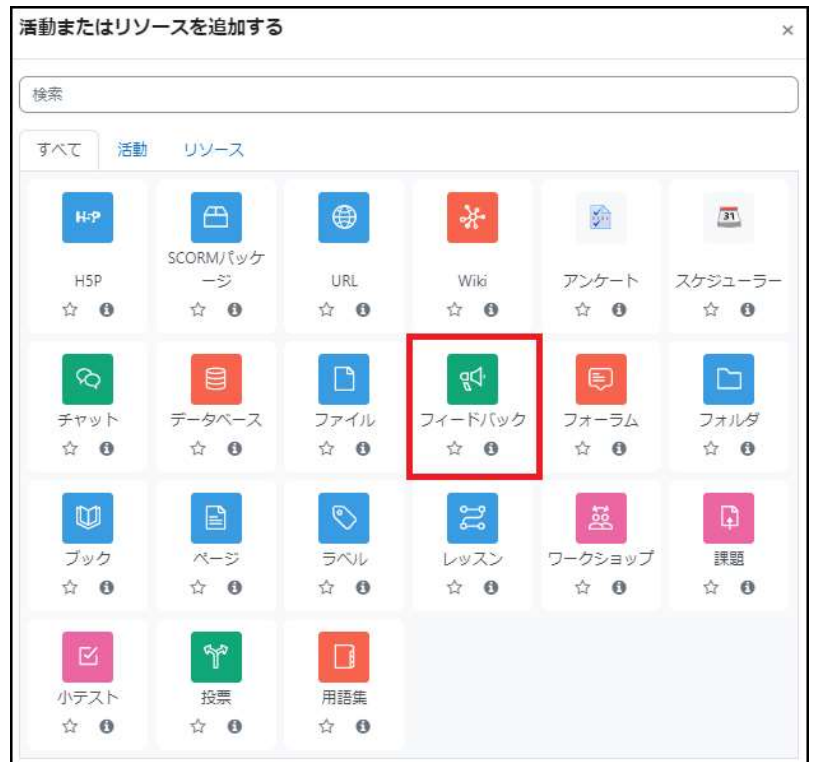 活動またはリソースを追加する ×
検索
すべて 活動 リソース
H5P 31
SCORMパッケ
H5P ージ URL Wiki アンケート スケジューラー
チャット データベース ファイル フィードバック フォーラム フォルダ
ブック ページ ラベル レッスン ワークショップ 課題
小テスト 投票 用語集